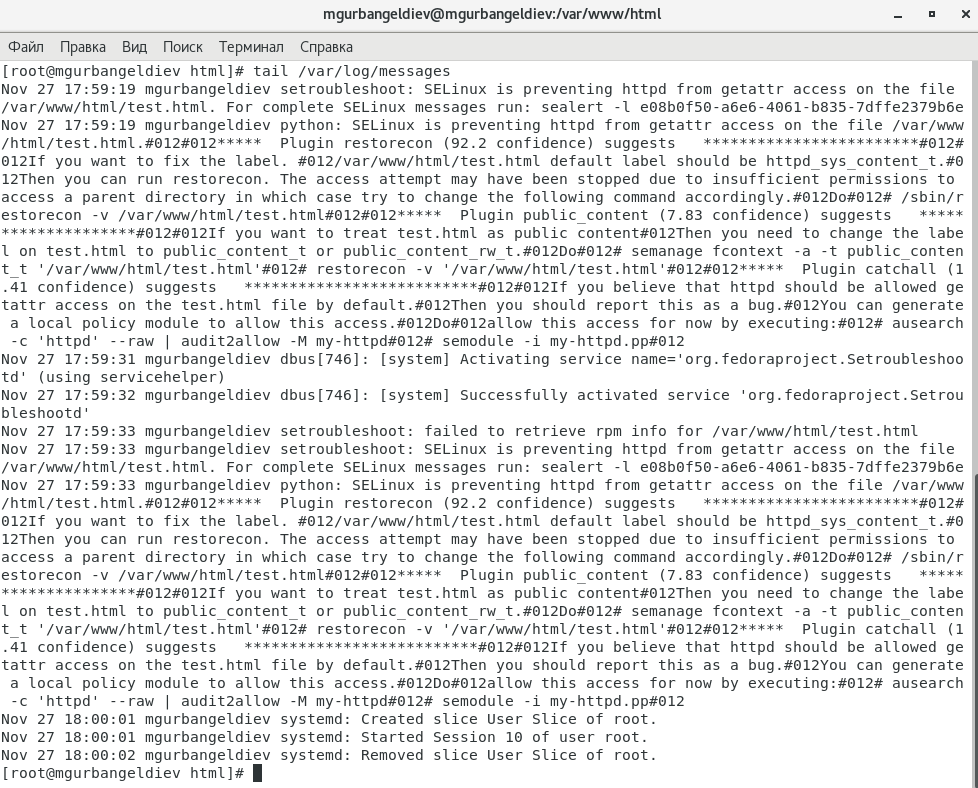 mgurbangeldiev@mgurbangeldiev:/var/www/html
Файл Правка Вид Поиск Терминал Справка
[root@mgurbangeldiev html]# tail /var/log/messages
Nov 27 17:59:19 mgurbangeldiev setroubleshoot: SELinux is preventing httpd from getattr access on the file
/var/www/html/test.html. For complete SELinux messages run: sealert -l e08b0f50-a6e6-4061-b835-7dffe2379b6e
Nov 27 17:59:19 mgurbangeldiev python: SELinux is preventing httpd from getattr access on the file /var/www
/html/test.html.#012#012*****  Plugin restorecon (92.2 confidence) suggests   ************************#012#
012If you want to fix the label. #012/var/www/html/test.html default label should be httpd_sys_content_t.#0
12Then you can run restorecon. The access attempt may have been stopped due to insufficient permissions to
access a parent directory in which case try to change the following command accordingly.#012Do#012# /sbin/r
estorecon -v /var/www/html/test.html#012#012*****  Plugin public_content (7.83 confidence) suggests   *****
***************#012#012If you want to treat test.html as public content#012Then you need to change the labe
l on test.html to public_content_t or public_content_rw_t.#012Do#012# semanage fcontext -a -t public_conten
t_t '/var/www/html/test.html'#012# restorecon -v '/var/www/html/test.html'#012#012*****  Plugin catchall (1
.41 confidence) suggests   **************************#012#012If you believe that httpd should be allowed ge
tattr access on the test.html file by default.#012Then you should report this as a bug.#012You can generate
 a local policy module to allow this access.#012Do#012allow this access for now by executing:#012# ausearch
 -c 'httpd' --raw | audit2allow -M my-httpd#012# semodule -i my-httpd.pp#012
Nov 27 17:59:31 mgurbangeldiev dbus[746]: [system] Activating service name='org.fedoraproject.Setroubleshoo
td' (using servicehelper)
Nov 27 17:59:32 mgurbangeldiev dbus[746]: [system] Successfully activated service 'org.fedoraproject.Setrou
bleshootd'
Nov 27 17:59:33 mgurbangeldiev setroubleshoot: failed to retrieve rpm info for /var/www/html/test.html
Nov 27 17:59:33 mgurbangeldiev setroubleshoot: SELinux is preventing httpd from getattr access on the file
/var/www/html/test.html. For complete SELinux messages run: sealert -l e08b0f50-a6e6-4061-b835-7dffe2379b6e
Nov 27 17:59:33 mgurbangeldiev python: SELinux is preventing httpd from getattr access on the file /var/www
/html/test.html.#012#012*****  Plugin restorecon (92.2 confidence) suggests   ************************#012#
012If you want to fix the label. #012/var/www/html/test.html default label should be httpd_sys_content_t.#0
12Then you can run restorecon. The access attempt may have been stopped due to insufficient permissions to
access a parent directory in which case try to change the following command accordingly.#012Do#012# /sbin/r
estorecon -v /var/www/html/test.html#012#012*****  Plugin public_content (7.83 confidence) suggests   *****
***************#012#012If you want to treat test.html as public content#012Then you need to change the labe
l on test.html to public_content_t or public_content_rw_t.#012Do#012# semanage fcontext -a -t public_conten
t_t '/var/www/html/test.html'#012# restorecon -v '/var/www/html/test.html'#012#012*****  Plugin catchall (1
.41 confidence) suggests   **************************#012#012If you believe that httpd should be allowed ge
tattr access on the test.html file by default.#012Then you should report this as a bug.#012You can generate
 a local policy module to allow this access.#012Do#012allow this access for now by executing:#012# ausearch
 -c 'httpd' --raw | audit2allow -M my-httpd#012# semodule -i my-httpd.pp#012
Nov 27 18:00:01 mgurbangeldiev systemd: Created slice User Slice of root.
Nov 27 18:00:01 mgurbangeldiev systemd: Started Session 10 of user root.
Nov 27 18:00:02 mgurbangeldiev systemd: Removed slice User Slice of root.
[root@mgurbangeldiev html]#